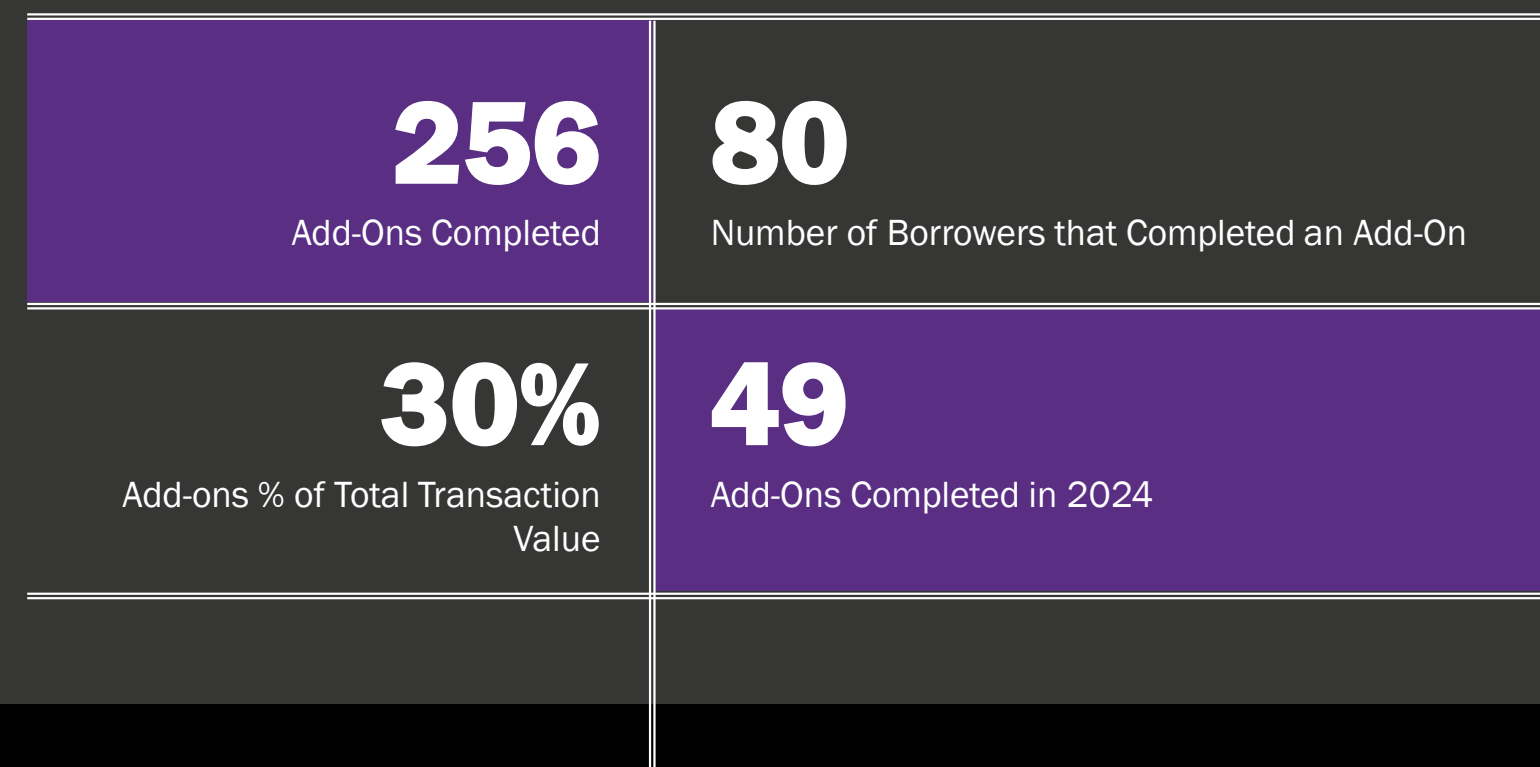 256
Add-Ons Completed
80
Number of Borrowers that Completed an Add-On
30%
Add-ons % of Total Transaction
Value
49
Add-Ons Completed in 2024